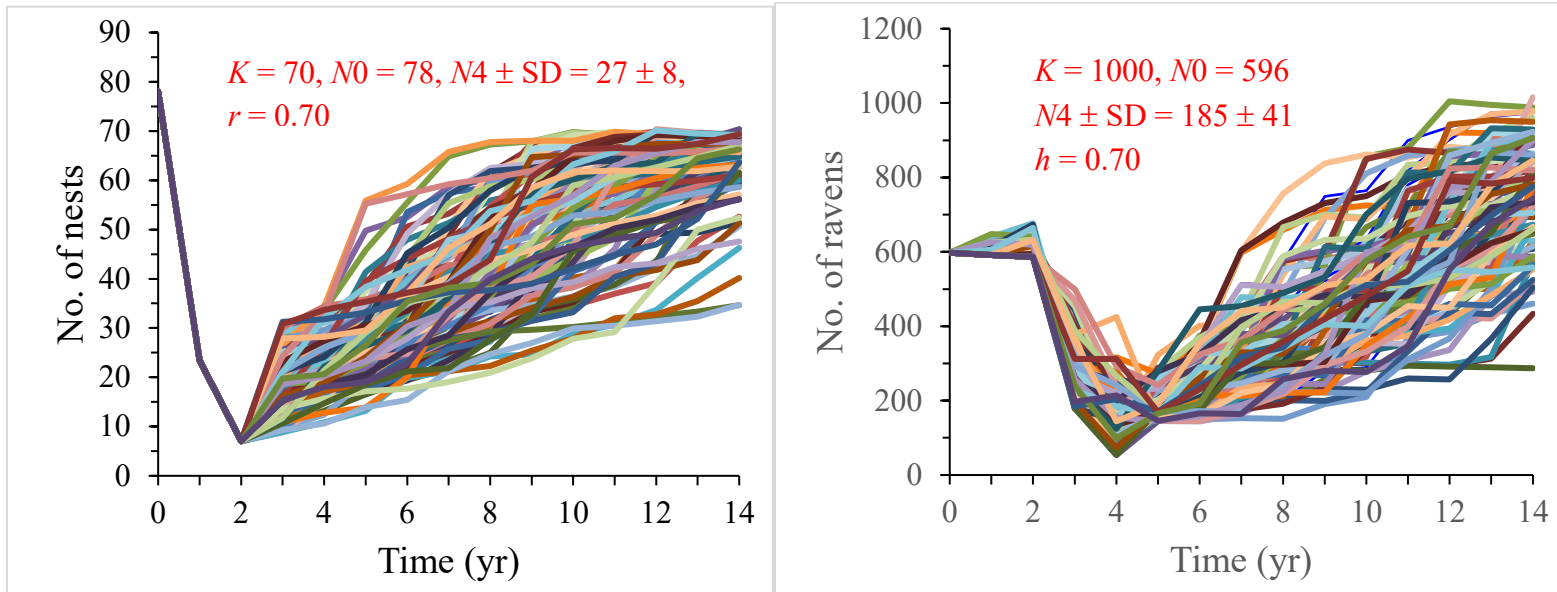 90
80
70
60
50
40
30
20
10
0
No. of nests
K = 70, N0 = 78, N4 ± SD = 27 ± 8,
r = 0.70
0 2 4 6 8 10 12 14
Time (yr)
1200
1000
800
600
400
200
0
No. of ravens
K = 1000, N0 = 596
N4 ± SD = 185 ± 41
h = 0.70
0 2 4 6 8 10 12 14
Time (yr)